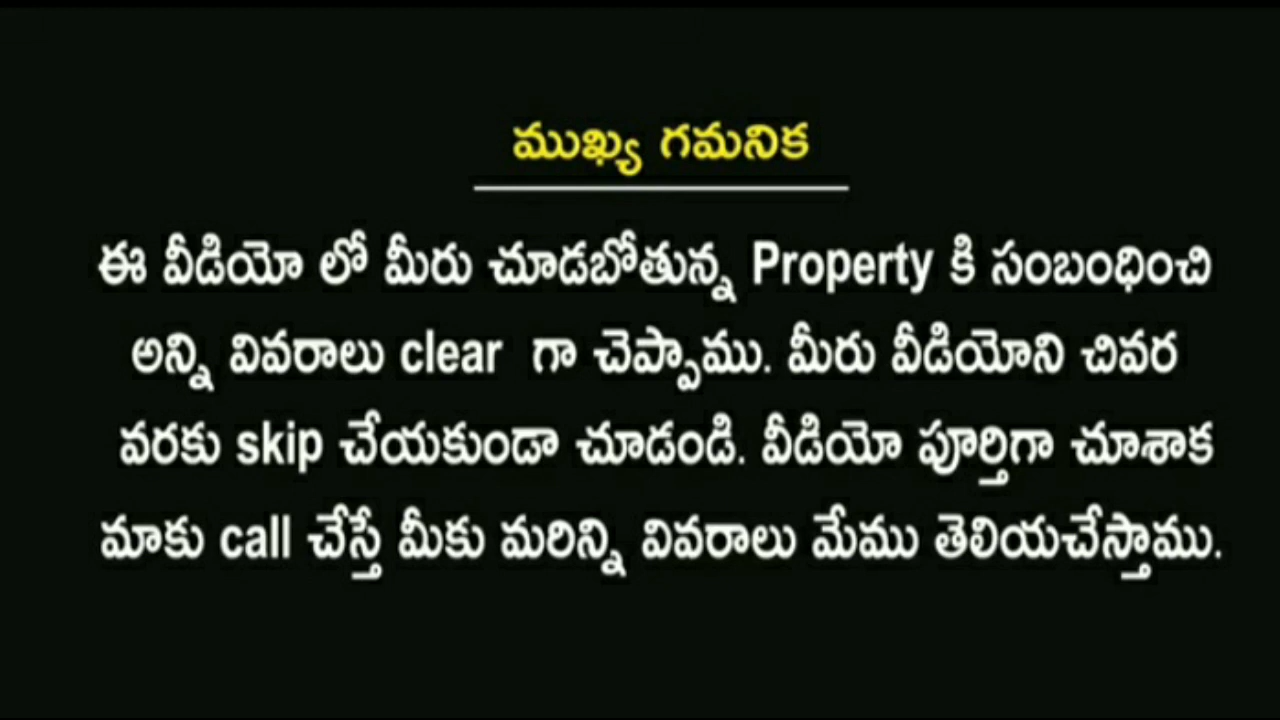 ముఖ్య గమనిక
ఈ వీడియో లో మీరు చూడబోతున్న Property కి సంబంధించి
అన్ని వివరాలు clear గా చెప్పాము. మీరు వీడియోని చివర
వరకు skip చేయకుండా చూడండి. వీడియో పూర్తిగా చూశాక
మాకు call చేస్తే మీకు మరిన్ని వివరాలు మేము తెలియచేస్తాము.